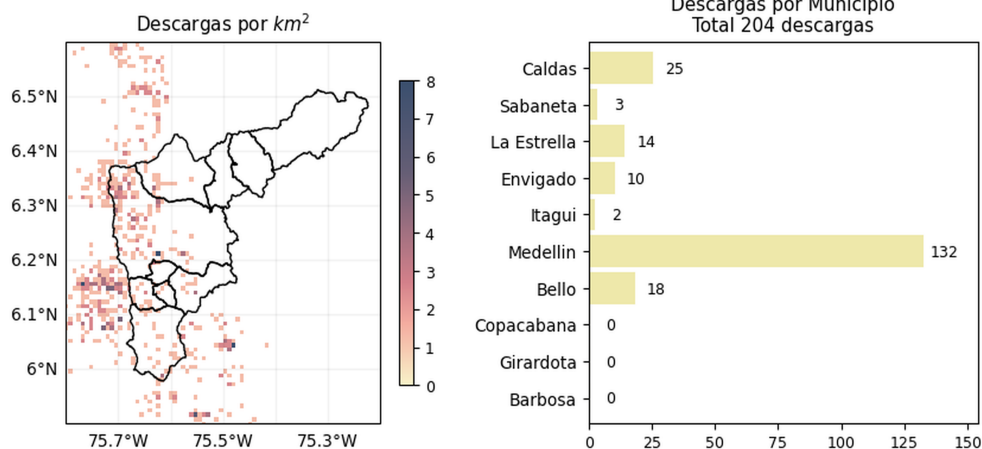 Descargas por km²
6.5°N
6.4°N
6.3°N
6.2°N
6.1°N
6°N
75.7°W
75.5°W
75.3°W
8
7
6
5
4
3
2
1
0
Descargas por Municipio
Total 204 descargas
Caldas 25
Sabaneta 3
La Estrella 14
Envigado 10
Itagui 2
Medellin 132
Bello 18
Copacabana 0
Girardota 0
Barbosa 0
0 25 50 75 100 125 150